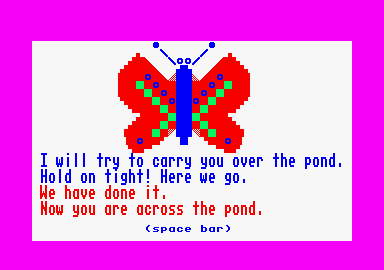 I will try to carry you over the pond.
Hold on tight! Here we go.
We have done it.
Now you are across the pond.
(space bar)